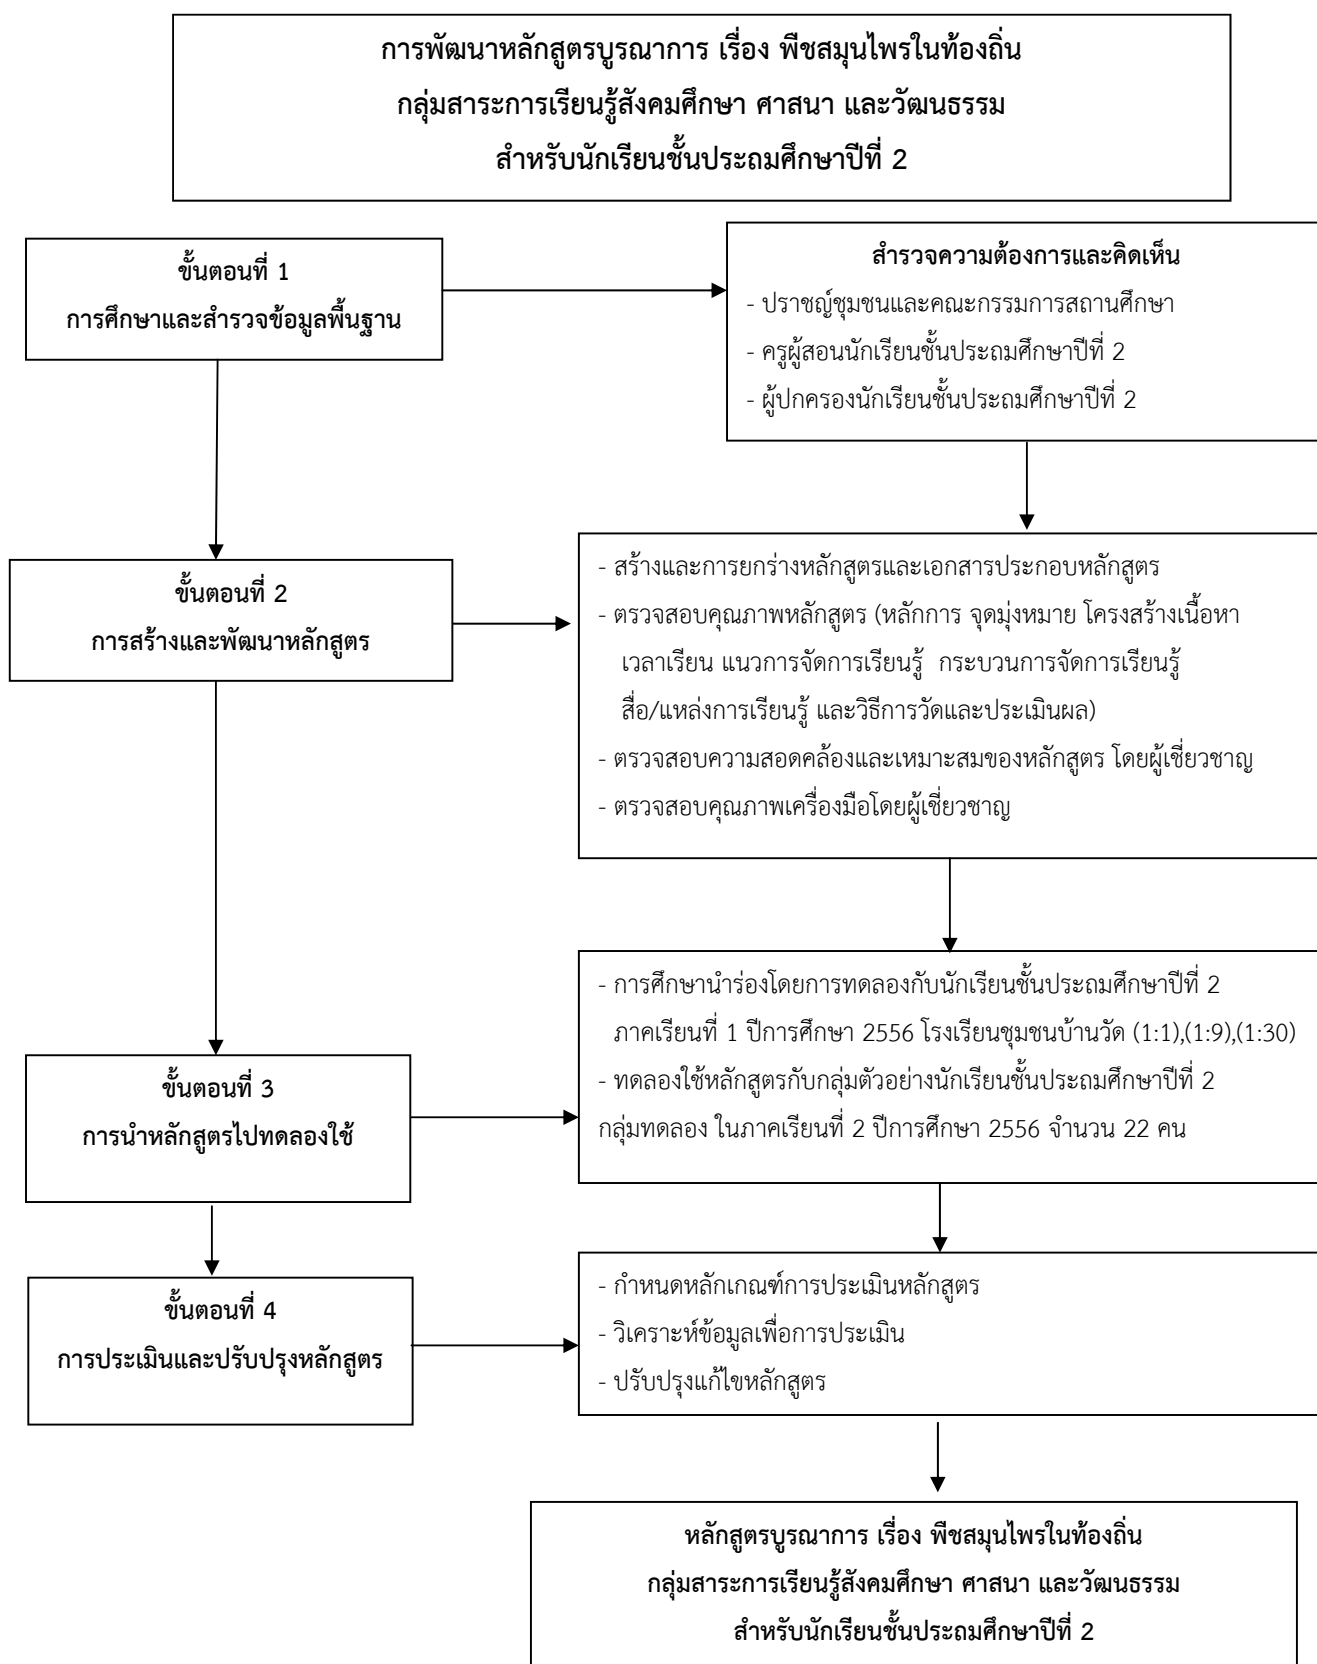 การพัฒนาหลักสูตรบูรณาการ เรื่อง พืชสมุนไพรในท้องถิ่น
กลุ่มสาระการเรียนรู้สังคมศึกษา ศาสนา และวัฒนธรรม
สำหรับนักเรียนชั้นประถมศึกษาปีที่ 2
ขั้นตอนที่ 1
การศึกษาและสำรวจข้อมูลพื้นฐาน
สำรวจความต้องการและคิดเห็น
- ปราชญ์ชุมชนและคณะกรรมการสถานศึกษา
- ครูผู้สอนนักเรียนชั้นประถมศึกษาปีที่ 2
- ผู้ปกครองนักเรียนชั้นประถมศึกษาปีที่ 2
ขั้นตอนที่ 2
การสร้างและพัฒนาหลักสูตร
- สร้างและการยกร่างหลักสูตรและเอกสารประกอบหลักสูตร
- ตรวจสอบคุณภาพหลักสูตร (หลักการ จุดมุ่งหมาย โครงสร้างเนื้อหา
เวลาเรียน แนวการจัดการเรียนรู้ กระบวนการจัดการเรียนรู้
สื่อ/แหล่งการเรียนรู้ และวิธีการวัดและประเมินผล)
- ตรวจสอบความสอดคล้องและเหมาะสมของหลักสูตร โดยผู้เชี่ยวชาญ
- ตรวจสอบคุณภาพเครื่องมือโดยผู้เชี่ยวชาญ
ขั้นตอนที่ 3
การนำหลักสูตรไปทดลองใช้
- การศึกษานำร่องโดยการทดลองกับนักเรียนชั้นประถมศึกษาปีที่ 2
ภาคเรียนที่ 1 ปีการศึกษา 2556 โรงเรียนชุมชนบ้านวัด (1:1),(1:9),(1:30)
- ทดลองใช้หลักสูตรกับกลุ่มตัวอย่างนักเรียนชั้นประถมศึกษาปีที่ 2
กลุ่มทดลอง ในภาคเรียนที่ 2 ปีการศึกษา 2556 จำนวน 22 คน
ขั้นตอนที่ 4
การประเมินและปรับปรุงหลักสูตร
- กำหนดหลักเกณฑ์การประเมินหลักสูตร
- วิเคราะห์ข้อมูลเพื่อการประเมิน
- ปรับปรุงแก้ไขหลักสูตร
หลักสูตรบูรณาการ เรื่อง พืชสมุนไพรในท้องถิ่น
กลุ่มสาระการเรียนรู้สังคมศึกษา ศาสนา และวัฒนธรรม
สำหรับนักเรียนชั้นประถมศึกษาปีที่ 2